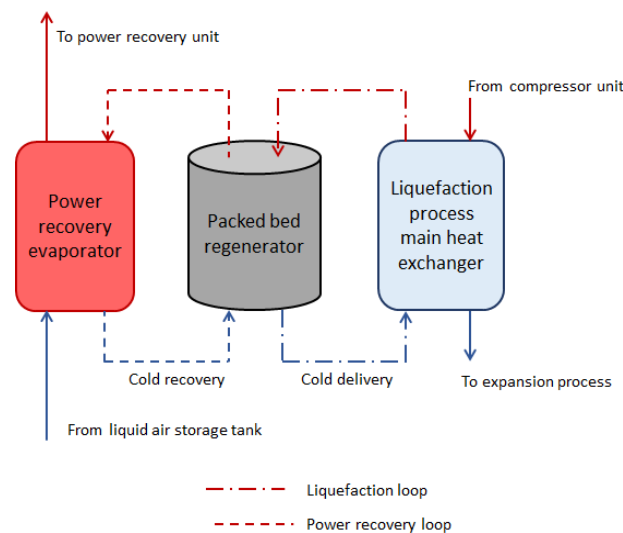 To power recovery unit
From compressor unit
Power
recovery
evaporator
Packed bed
regenerator
Liquefaction
process
main heat
exchanger
Cold recovery
Cold delivery
To expansion process
From liquid air storage tank
Liquefaction loop
Power recovery loop